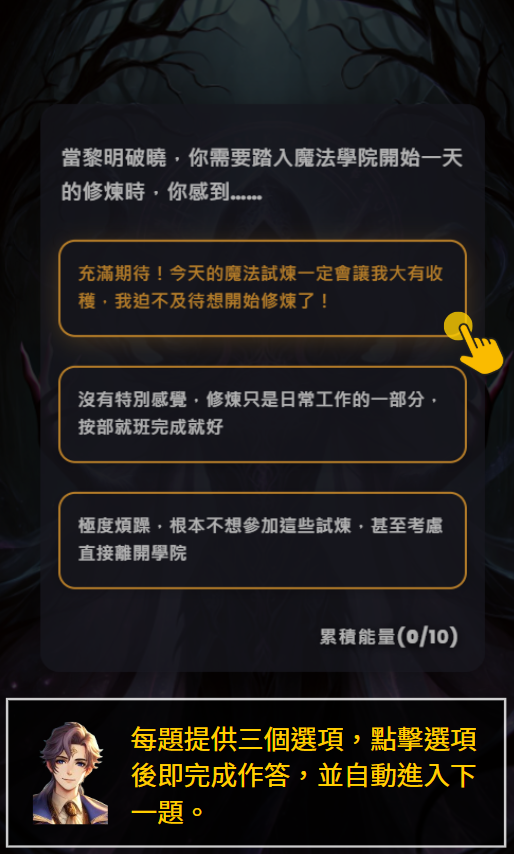 當黎明破曉，你需要踏入魔法學院開始一天
的修煉時，你感到......
充滿期待！今天的魔法試煉一定會讓我大有收
穫，我迫不及待想開始修煉了！
沒有特別感覺，修煉只是日常工作的一部分，
按部就班完成就好
極度煩躁，根本不想參加這些試煉，甚至考慮
直接離開學院
累積能量(0/10)
每題提供三個選項，點擊選項
後即完成作答，並自動進入下
一題。